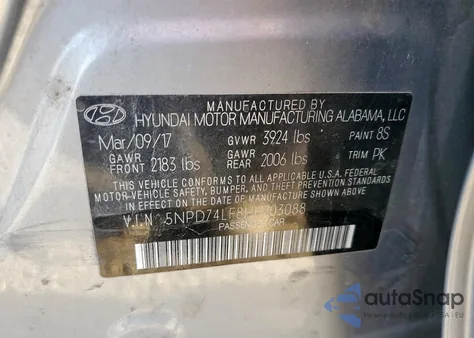 MANUFACTURED BY
HYUNDAI MOTOR MANUFACTURING ALABAMA, LLC
Mar/09/17 GVWR 3924 lbs PAINT 8S
GAWR 2183 lbs GAWR 2006 lbs TRIM PK
THIS VEHICLE CONFORMS TO ALL APPLICABLE U.S.A. FEDERAL
MOTOR-VEHICLE SAFETY, BUMPER, AND THEFT PREVENTION
STANDARDS IN EFFECT ON THE DATE OF MANUFACTURE SHOWN ABOVE.
V.I.N
PASSENGER CAR
autoSnap